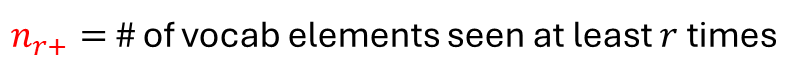 n_{r+} = # of vocab elements seen at least r times